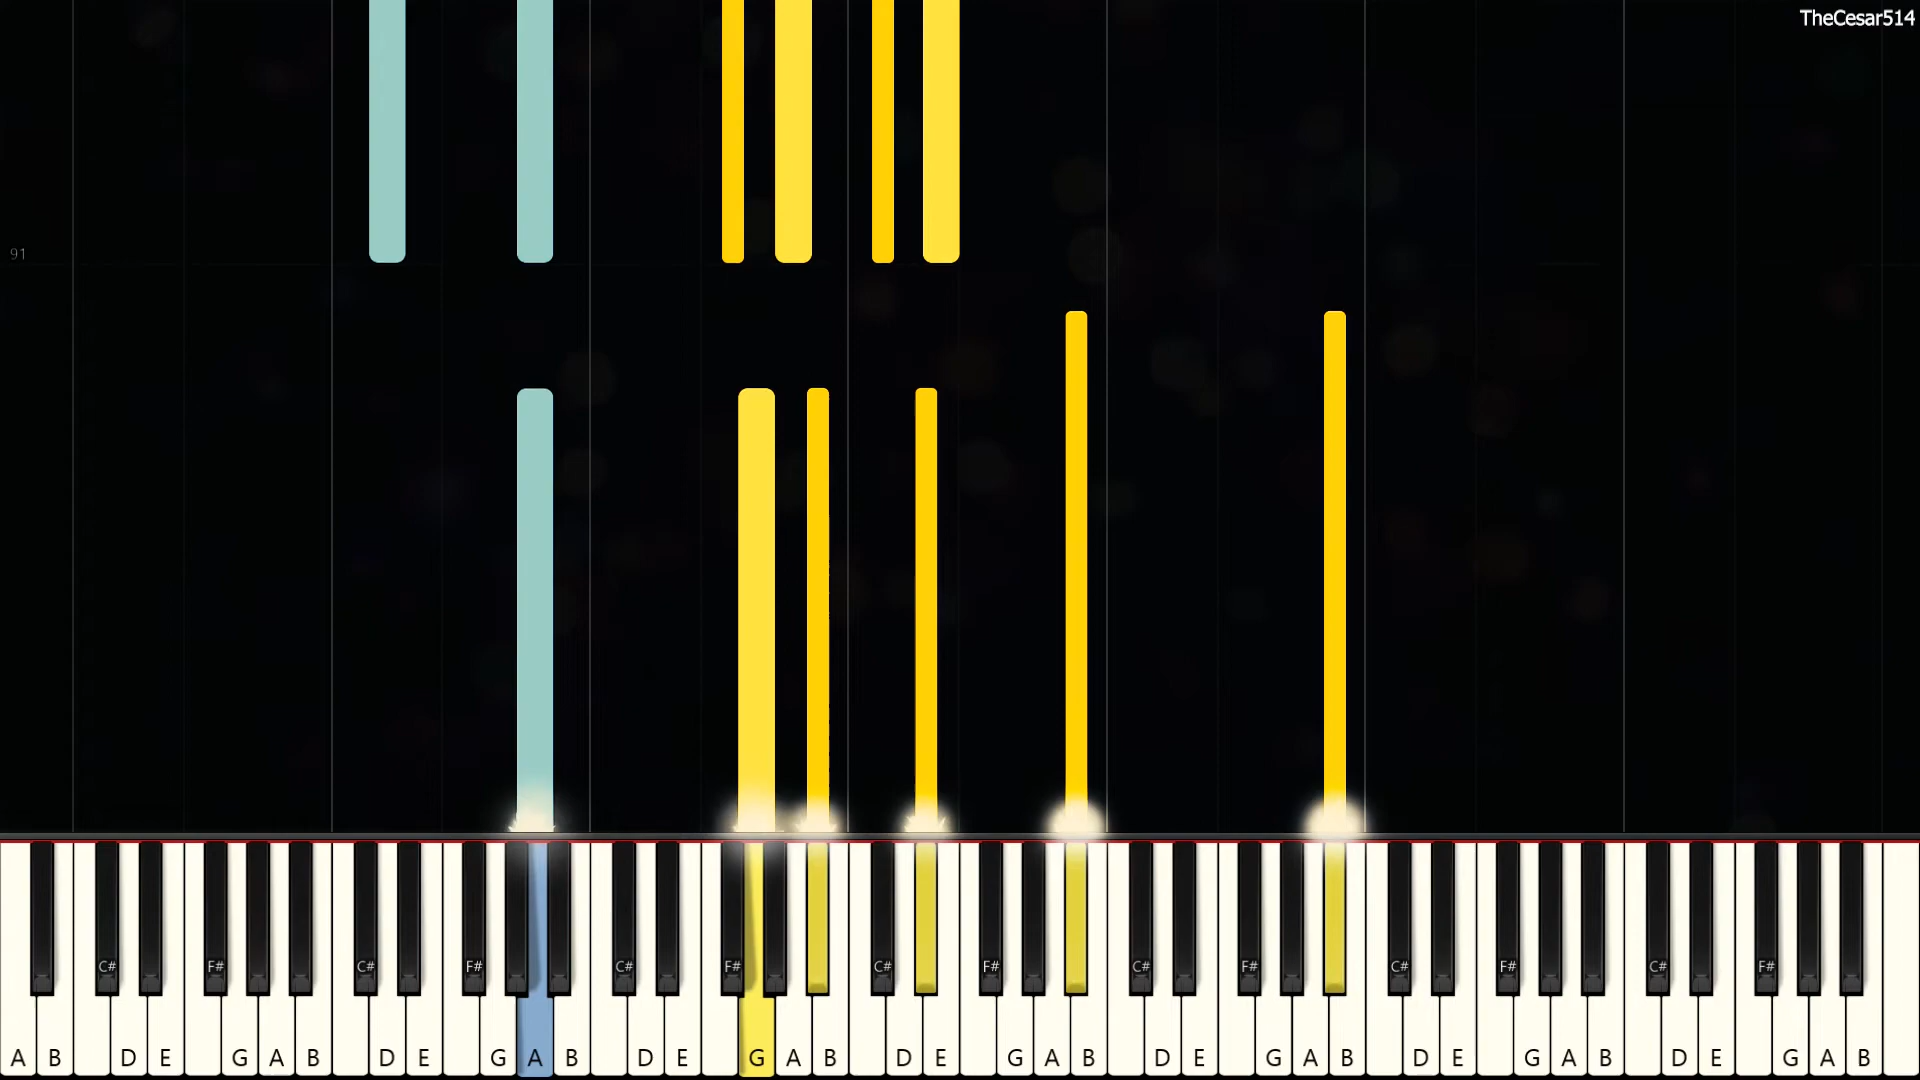 TheCesar514
91
C# F# C# F# C# F# C# F# C# F# C# F# C# F#
A B D E G A B D E G A B D E G A B D E G A B D E G A B D E G A B D E G A B